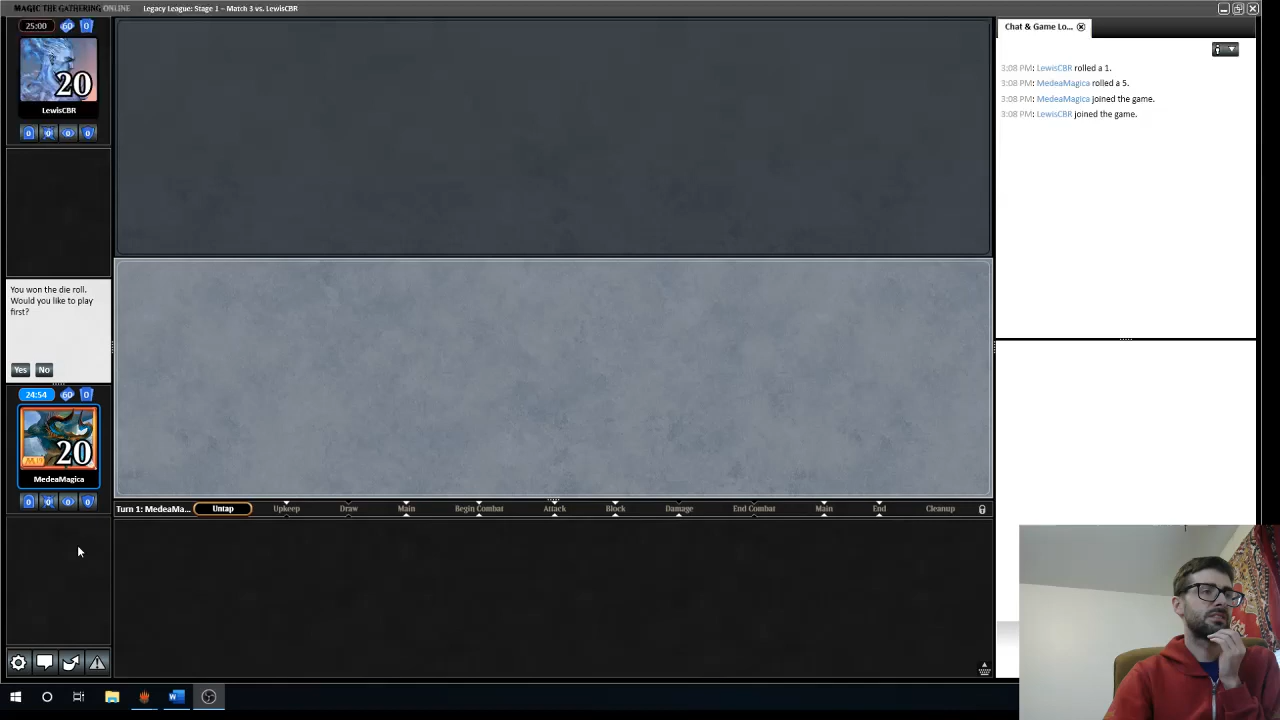 MAGIC THE GATHERING ONLINE
Legacy League: Stage 1 – Match 3 vs. LewisCBR
25:00 60 0
20
LewisCBR
0 0 0 0
You won the die roll.
Would you like to play
first?
Yes No
24:54 60 0
20
MedeaMagica
0 0 0 0
Turn 1: MedeaMa... Untap Upkeep Draw Main Begin Combat Attack Block Damage End Combat Main End Cleanup
Chat & Game Lo...
3:08 PM: LewisCBR rolled a 1.
3:08 PM: MedeaMagica rolled a 5.
3:08 PM: MedeaMagica joined the game.
3:08 PM: LewisCBR joined the game.